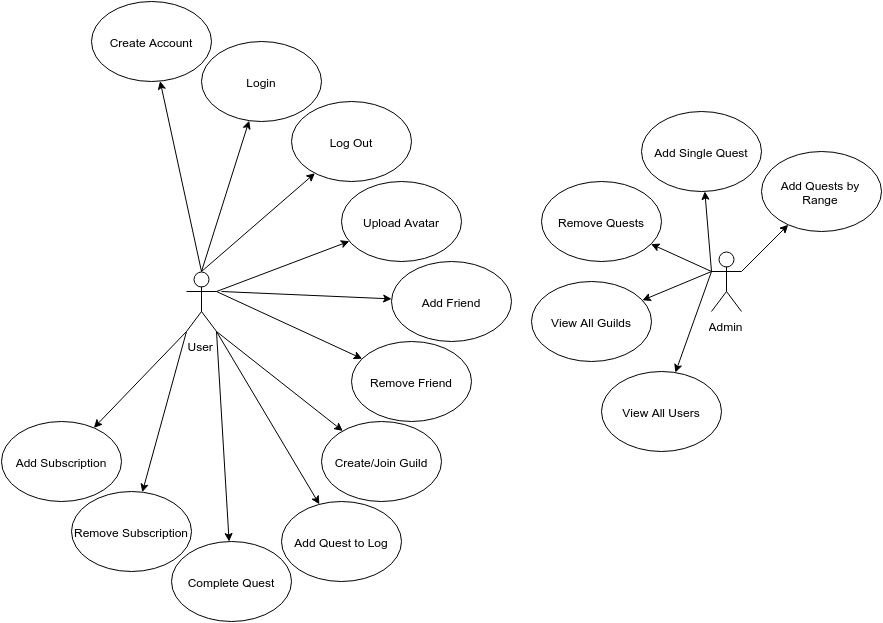 Create Account
Login
Log Out
Upload Avatar
Add Friend
Remove Friend
User
Add Subscription
Remove Subscription
Complete Quest
Add Quest to Log
Create/Join Guild
Add Single Quest
Add Quests by
Range
Remove Quests
View All Guilds
Admin
View All Users